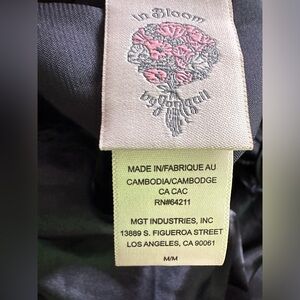 in Bloom
by Jonquil
MADE IN/FABRIQUE AU
CAMBODIA/CAMBODGE
CA CAC
RN#64211
MGT INDUSTRIES, INC
13889 S. FIGUEROA STREET
LOS ANGELES, CA 90061
M/M